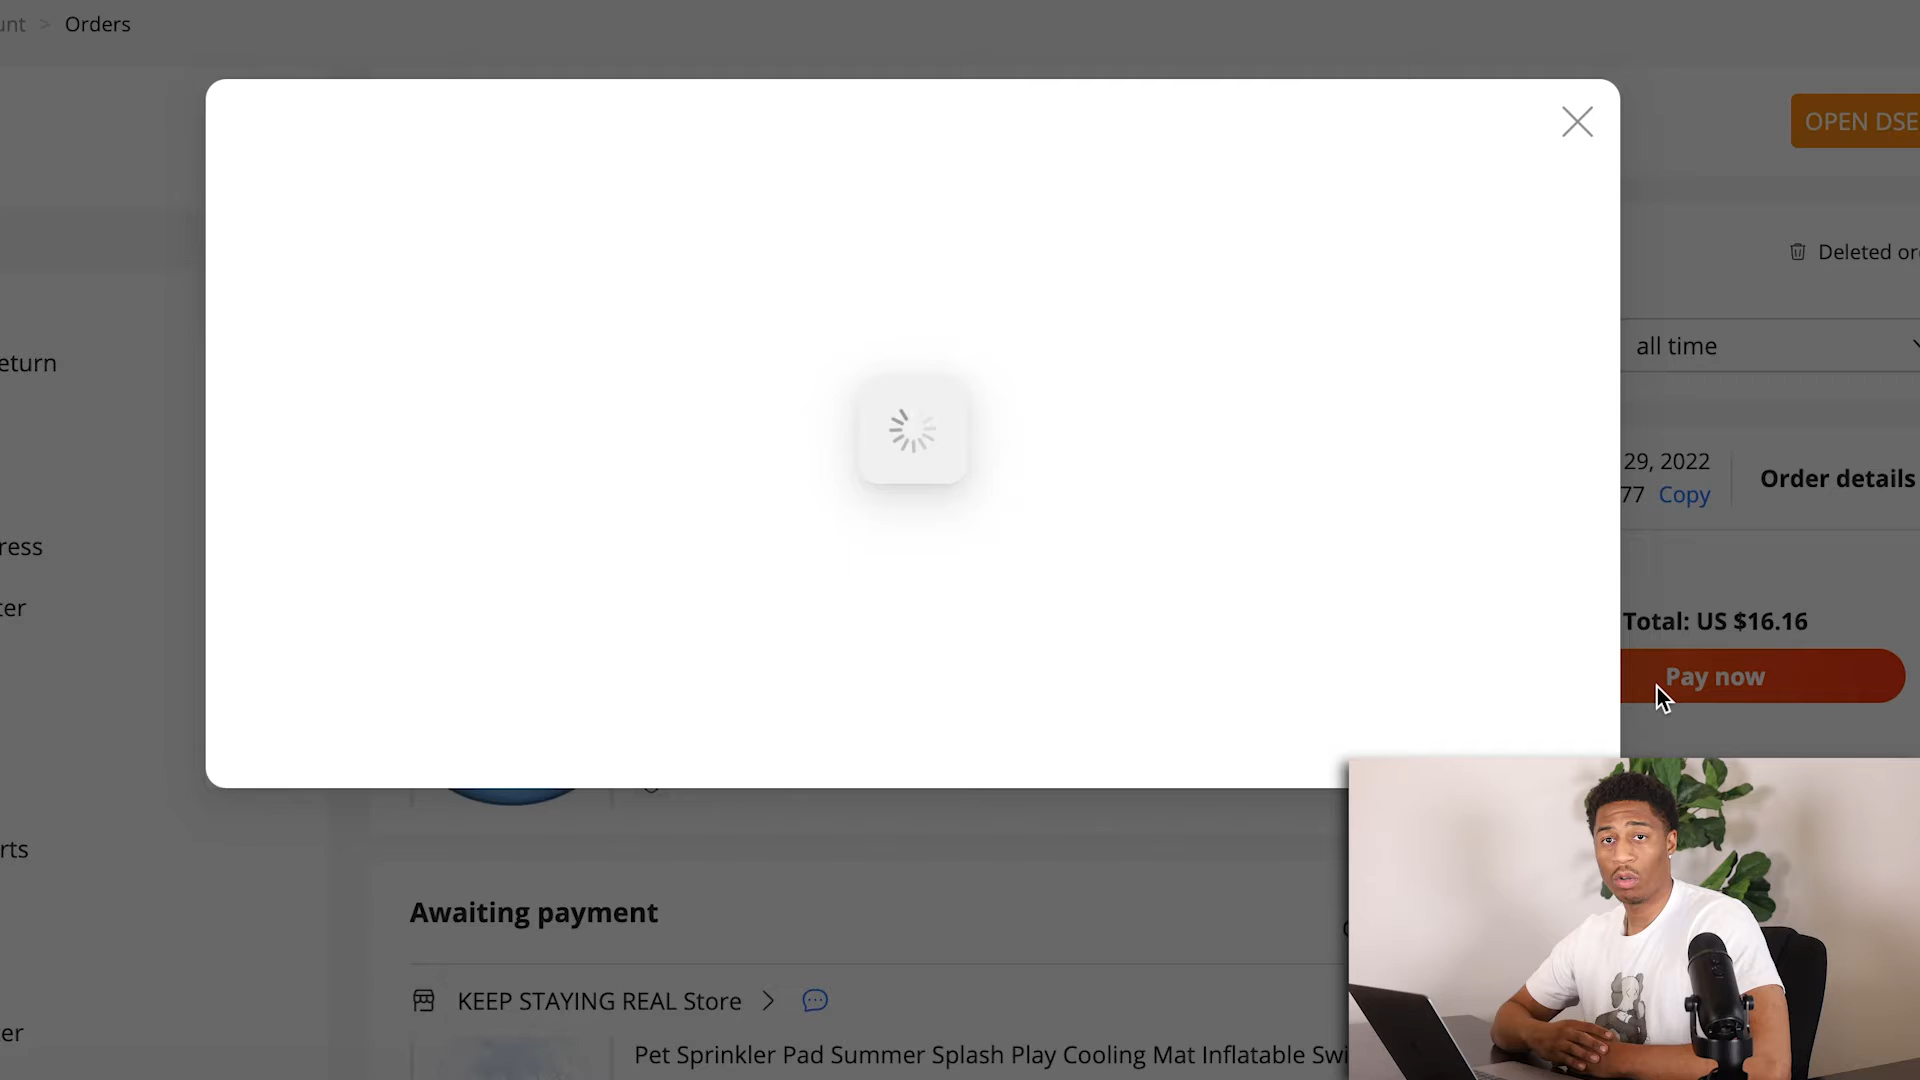 unt > Orders
OPEN DSE
Deleted or
eturn
all time
29, 2022
77 Copy
Order details
ress
ter
Total: US $16.16
Pay now
rts
Awaiting payment
KEEP STAYING REAL Store
er
Pet Sprinkler Pad Summer Splash Play Cooling Mat Inflatable Swi